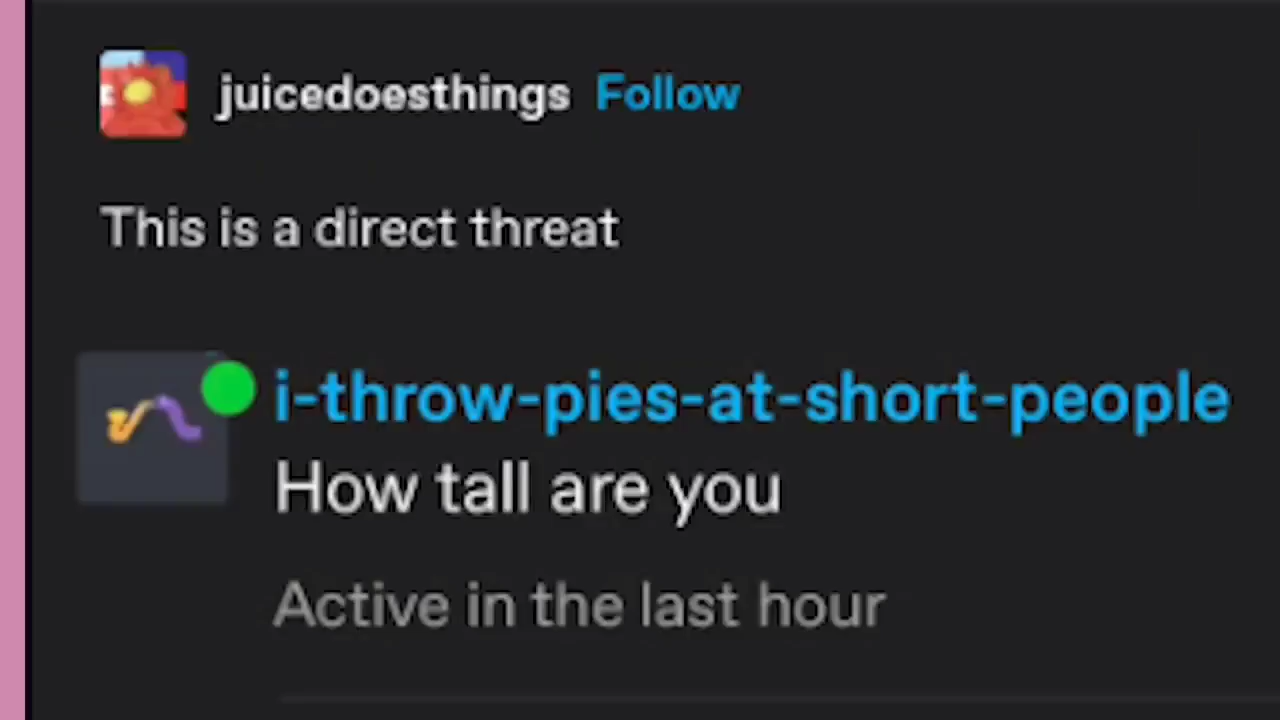 juicedoesthings Follow
This is a direct threat
i-throw-pies-at-short-people
How tall are you
Active in the last hour